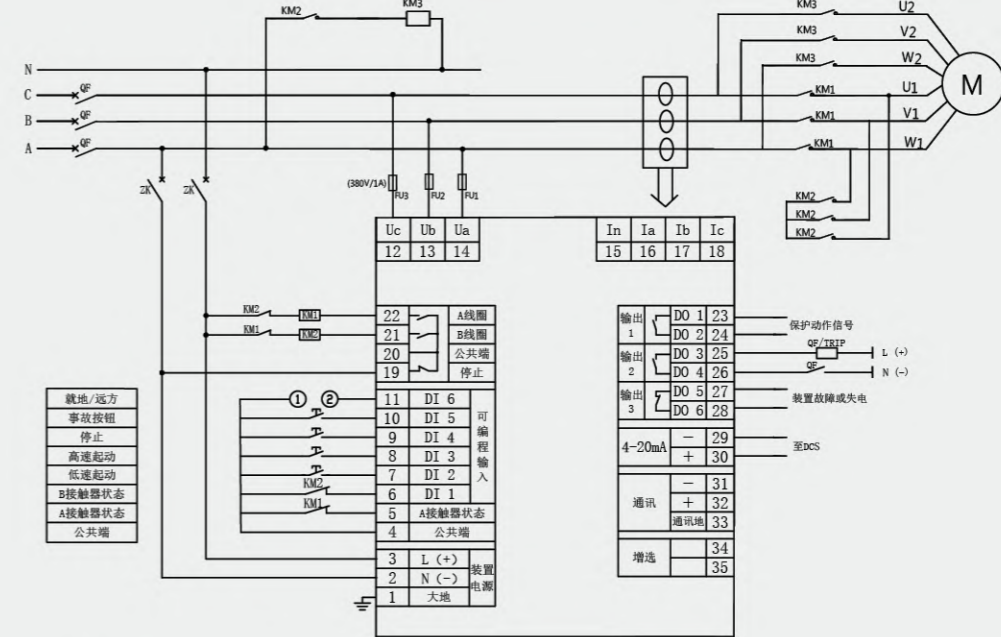 KM2
KM3
KM3
U2
KM3
V2
KM3
W2
N
C
QF
KM1
U1
M
B
QF
KM1
V1
A
QF
KM1
W1
ZK
ZK
(380V/1A)
FU3
FU2
FU1
KM2
KM2
KM2
Uc Ub Ua
12 13 14
In Ia Ib Ic
15 16 17 18
KM2 KM1 22 A线圈
KM1 KM2 21 B线圈
20 公共端
19 停止
11 DI 6
10 DI 5
9 DI 4
8 DI 3
7 DI 2
6 DI 1
可编程输入
5 A接触器状态
4 公共端
① ②
KM2
KM1
3 L (+)
2 N (-)
1 大地
装置电源
就地/远方
事故按钮
停止
高速起动
低速起动
B接触器状态
A接触器状态
公共端
输出1
DO 1 23
DO 2 24
保护动作信号
输出2
DO 3 25
DO 4 26
QF/TRIP
L (+)
QF
N (-)
输出3
DO 5 27
DO 6 28
装置故障或失电
4-20mA
- 29
+ 30
至DCS
通讯
- 31
+ 32
通讯地 33
增选
34
35